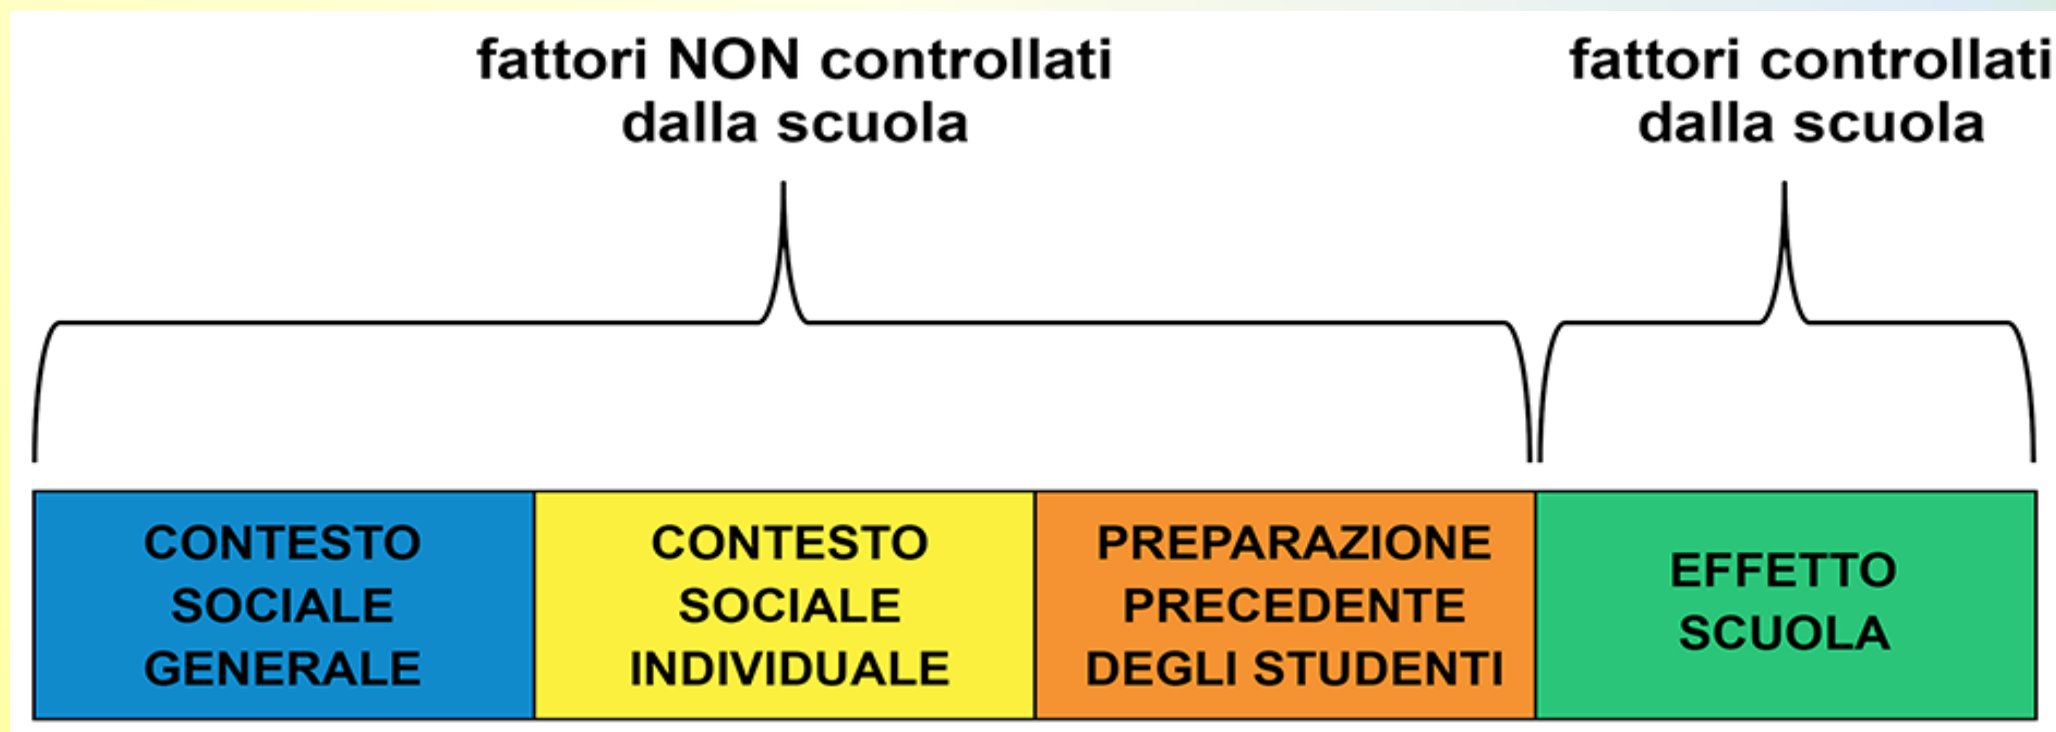 fattori NON controllati
dalla scuola
fattori controllati
dalla scuola
CONTESTO
SOCIALE
GENERALE
CONTESTO
SOCIALE
INDIVIDUALE
PREPARAZIONE
PRECEDENTE
DEGLI STUDENTI
EFFETTO
SCUOLA